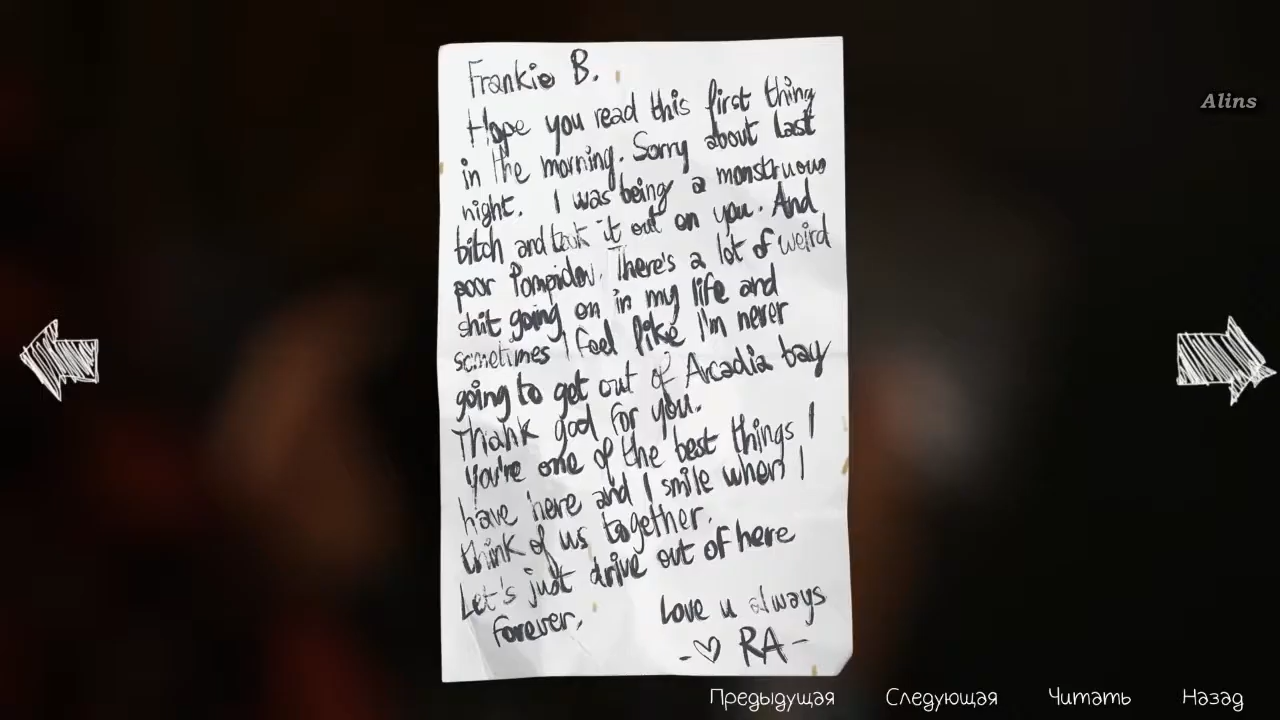 Frankie B.
Hope you read this first thing
in the morning. Sorry about last
night. I was being a monstruous
bitch and took it out on you. And
poor Pompidou. There's a lot of weird
shit going on in my life and
sometimes I feel like I'm never
going to get out of Arcadia bay
Thank god for you.
You're one of the best things I
have here and I smile when I
think of us together.
Let's just drive out of here
forever.
Love u always
-♡ RA-
Alins
Предыдущая Следующая Читать Назад